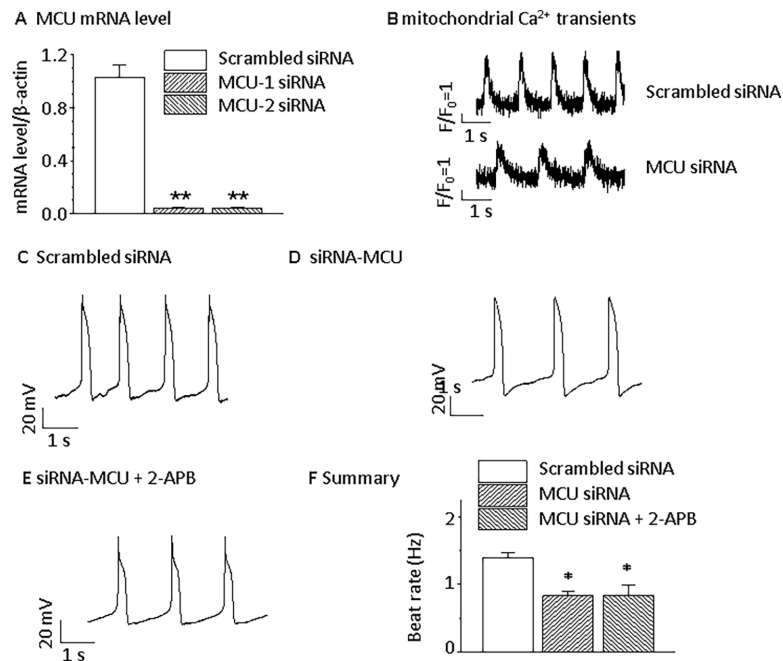 A MCU mRNA level
mRNA level/β-actin
1.2
0.8
0.4
0.0
** **
Scrambled siRNA
MCU-1 siRNA
MCU-2 siRNA
B mitochondrial Ca²⁺ transients
F/F₀=1
1 s
Scrambled siRNA
F/F₀=1
1 s
MCU siRNA
C Scrambled siRNA
20 mV
1 s
D siRNA-MCU
20 mV
1 s
E siRNA-MCU + 2-APB
20 mV
1 s
F Summary
Scrambled siRNA
MCU siRNA
MCU siRNA + 2-APB
Beat rate (Hz)
2
1
0
* *